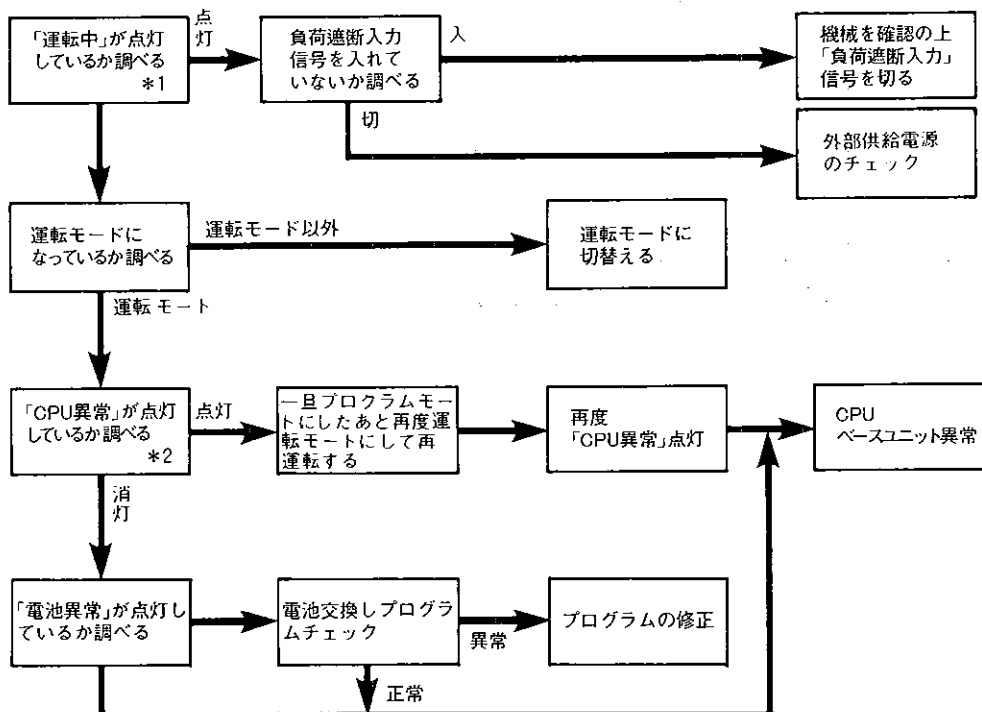 「運転中」が点灯
しているか調べる
*1
点
灯
負荷遮断入力
信号を入れて
いないか調べる
入
機械を確認の上
「負荷遮断入力」
信号を切る
切
外部供給電源
のチェック
運転モードに
なっているか調べる
運転モード以外
運転モードに
切替える
運転モート
「CPU異常」が点灯
しているか調べる
*2
点灯
一旦プログラムモート
にしたあと再度運
転モートにして再
運転する
再度
「CPU異常」点灯
CPU
ベースユニット異常
消
灯
「電池異常」が点灯し
ているか調べる
電池交換しプログラ
ムチェック
異常
プログラムの修正
正常